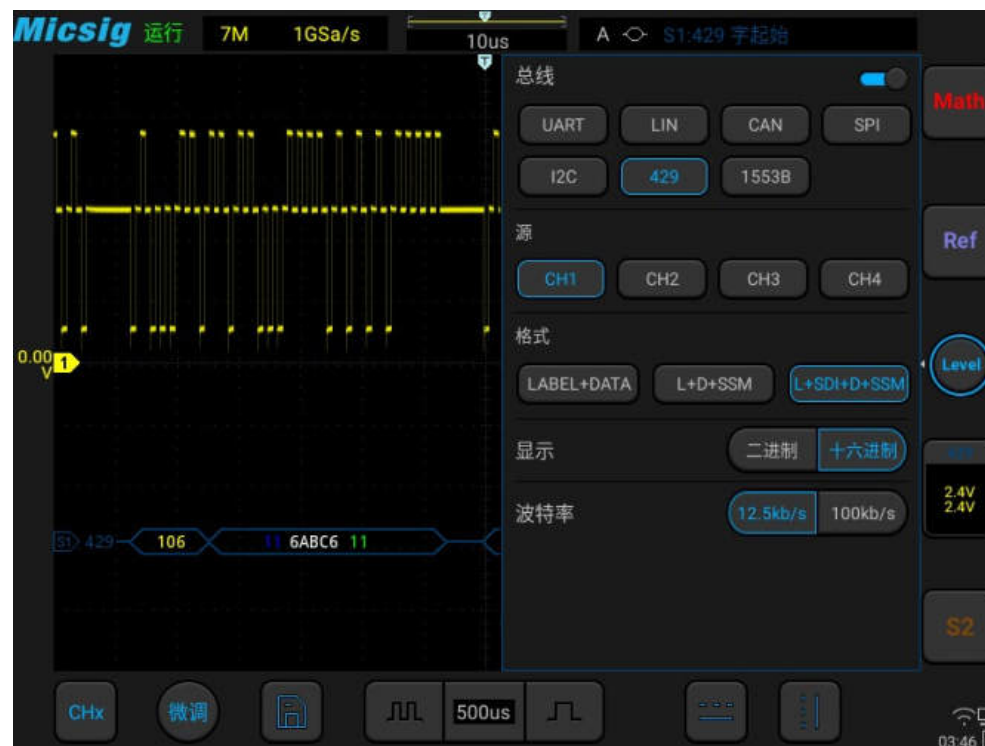 Micsig 运行 7M 1GSa/s 10us A S1:429 字起始
T
总线
UART LIN CAN SPI
I2C 429 1553B
Math
源
CH1 CH2 CH3 CH4
Ref
格式
LABEL+DATA L+D+SSM L+SDI+D+SSM
0.00 V 1
Level
显示 二进制 十六进制
波特率 12.5kb/s 100kb/s
2.4V
2.4V
S1 429 106 11 6ABC6 11
S2
CHx 微调 500us
03:46